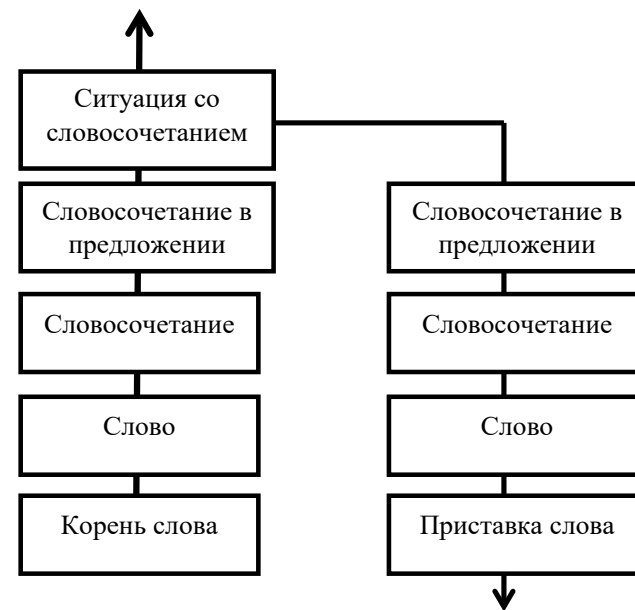 Ситуация со
словосочетанием
Словосочетание в
предложении
Словосочетание
Слово
Корень слова
Словосочетание в
предложении
Словосочетание
Слово
Приставка слова